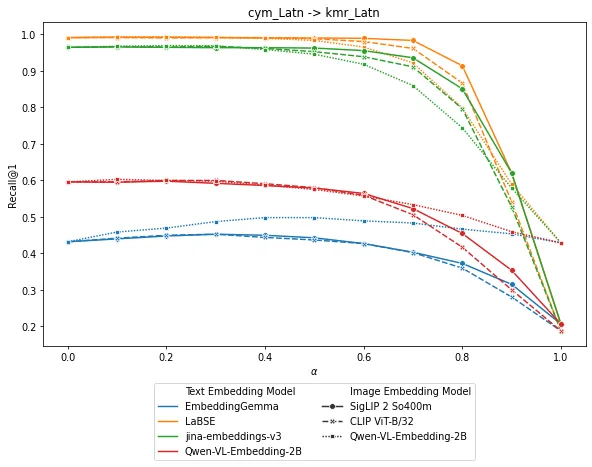 cym_Latn -> kmr_Latn
Recall@1
1.0
0.9
0.8
0.7
0.6
0.5
0.4
0.3
0.2
0.0 0.2 0.4 0.6 0.8 1.0
α
Text Embedding Model
EmbeddingGemma
LaBSE
jina-embeddings-v3
Qwen-VL-Embedding-2B
Image Embedding Model
SigLIP 2 So400m
CLIP ViT-B/32
Qwen-VL-Embedding-2B